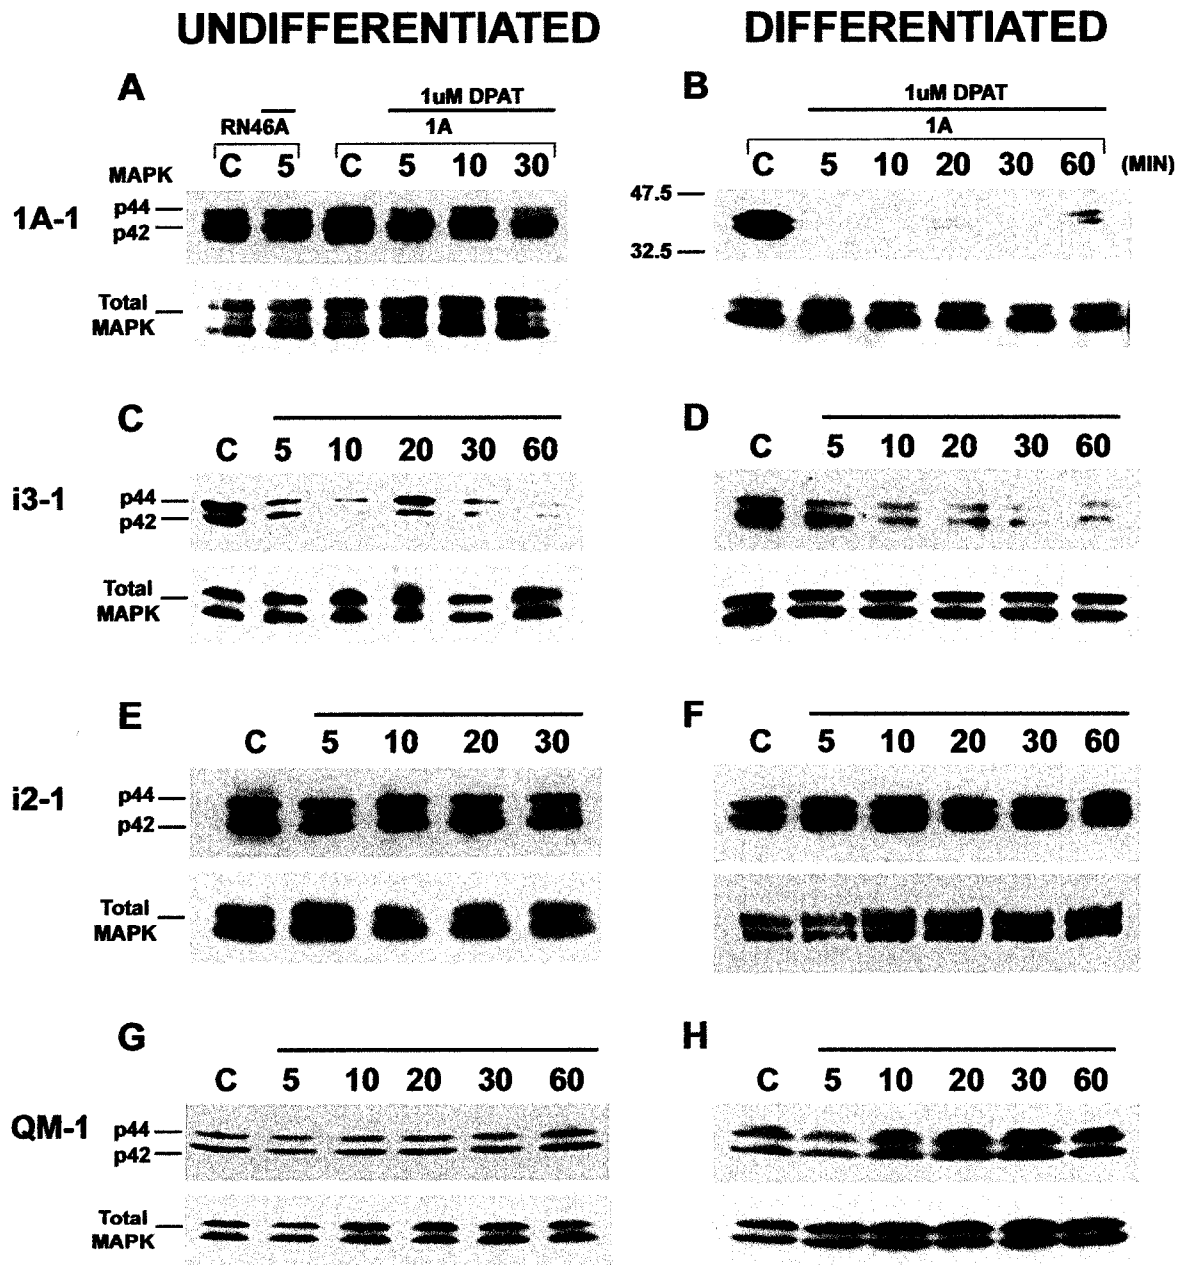 UNDIFFERENTIATED
DIFFERENTIATED
A
1uM DPAT
RN46A 1A
C 5 C 5 10 30
MAPK
1A-1
p44
p42
Total
MAPK
B
1uM DPAT
1A
C 5 10 20 30 60 (MIN)
47.5
32.5
C
C 5 10 20 30 60
i3-1
p44
p42
Total
MAPK
D
C 5 10 20 30 60
E
C 5 10 20 30
i2-1
p44
p42
Total
MAPK
F
C 5 10 20 30 60
G
C 5 10 20 30 60
QM-1
p44
p42
Total
MAPK
H
C 5 10 20 30 60